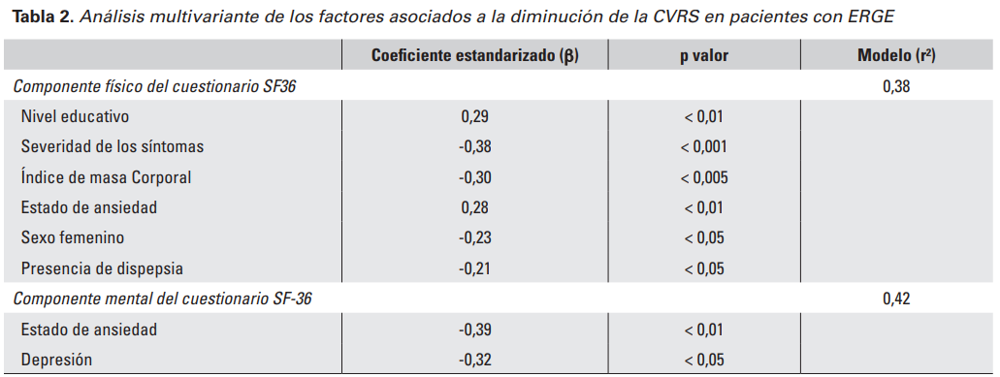 Tabla 2. Análisis multivariante de los factores asociados a la diminución de la CVRS en pacientes con ERGE
Coeficiente estandarizado (β) p valor Modelo (r²)
Componente físico del cuestionario SF36 0,38
Nivel educativo 0,29 < 0,01
Severidad de los síntomas -0,38 < 0,001
Índice de masa Corporal -0,30 < 0,005
Estado de ansiedad 0,28 < 0,01
Sexo femenino -0,23 < 0,05
Presencia de dispepsia -0,21 < 0,05
Componente mental del cuestionario SF-36 0,42
Estado de ansiedad -0,39 < 0,01
Depresión -0,32 < 0,05